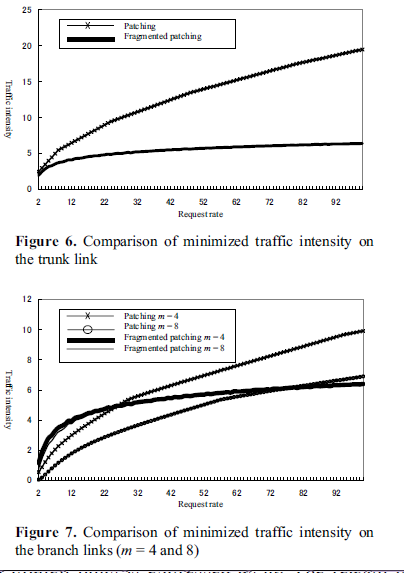 25
20
15
10
5
0
Traffic intensity
Patching
Fragmented patching
2 12 22 32 42 52 62 72 82 92
Request rate
Figure 6. Comparison of minimized traffic intensity on
the trunk link
12
10
8
6
4
2
0
Traffic intensity
Patching m = 4
Patching m = 8
Fragmented patching m = 4
Fragmented patching m = 8
2 12 22 32 42 52 62 72 82 92
Request rate
Figure 7. Comparison of minimized traffic intensity on
the branch links (m = 4 and 8)